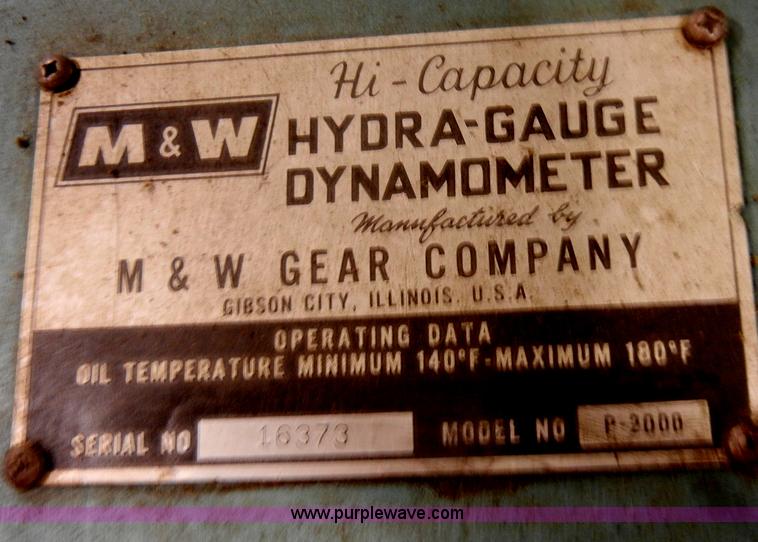 Hi-Capacity
M&W
HYDRA-GAUGE
DYNAMOMETER
Manufactured by
M & W GEAR COMPANY
GIBSON CITY, ILLINOIS. U.S.A.
OPERATING DATA
OIL TEMPERATURE MINIMUM 140°F-MAXIMUM 180°F
SERIAL NO 16373 MODEL NO P-2000
www.purplewave.com